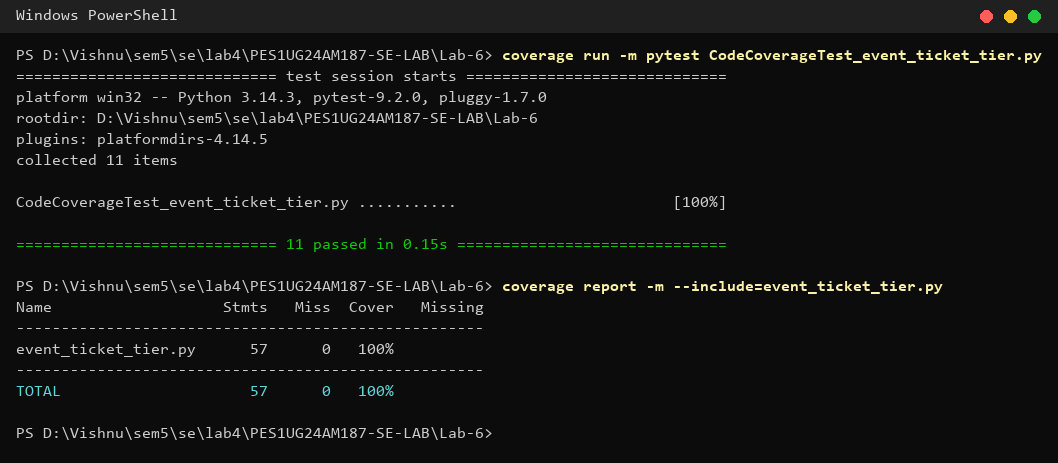 Windows PowerShell
PS D:\Vishnu\sem5\se\lab4\PES1UG24AM187-SE-LAB\Lab-6> coverage run -m pytest CodeCoverageTest_event_ticket_tier.py
============================= test session starts =============================
platform win32 -- Python 3.14.3, pytest-9.2.0, pluggy-1.7.0
rootdir: D:\Vishnu\sem5\se\lab4\PES1UG24AM187-SE-LAB\Lab-6
plugins: platformdirs-4.14.5
collected 11 items
CodeCoverageTest_event_ticket_tier.py ...........                        [100%]
============================= 11 passed in 0.15s ==============================
PS D:\Vishnu\sem5\se\lab4\PES1UG24AM187-SE-LAB\Lab-6> coverage report -m --include=event_ticket_tier.py
Name                   Stmts   Miss  Cover   Missing
----------------------------------------------------
event_ticket_tier.py      57      0   100%
----------------------------------------------------
TOTAL                     57      0   100%
PS D:\Vishnu\sem5\se\lab4\PES1UG24AM187-SE-LAB\Lab-6>